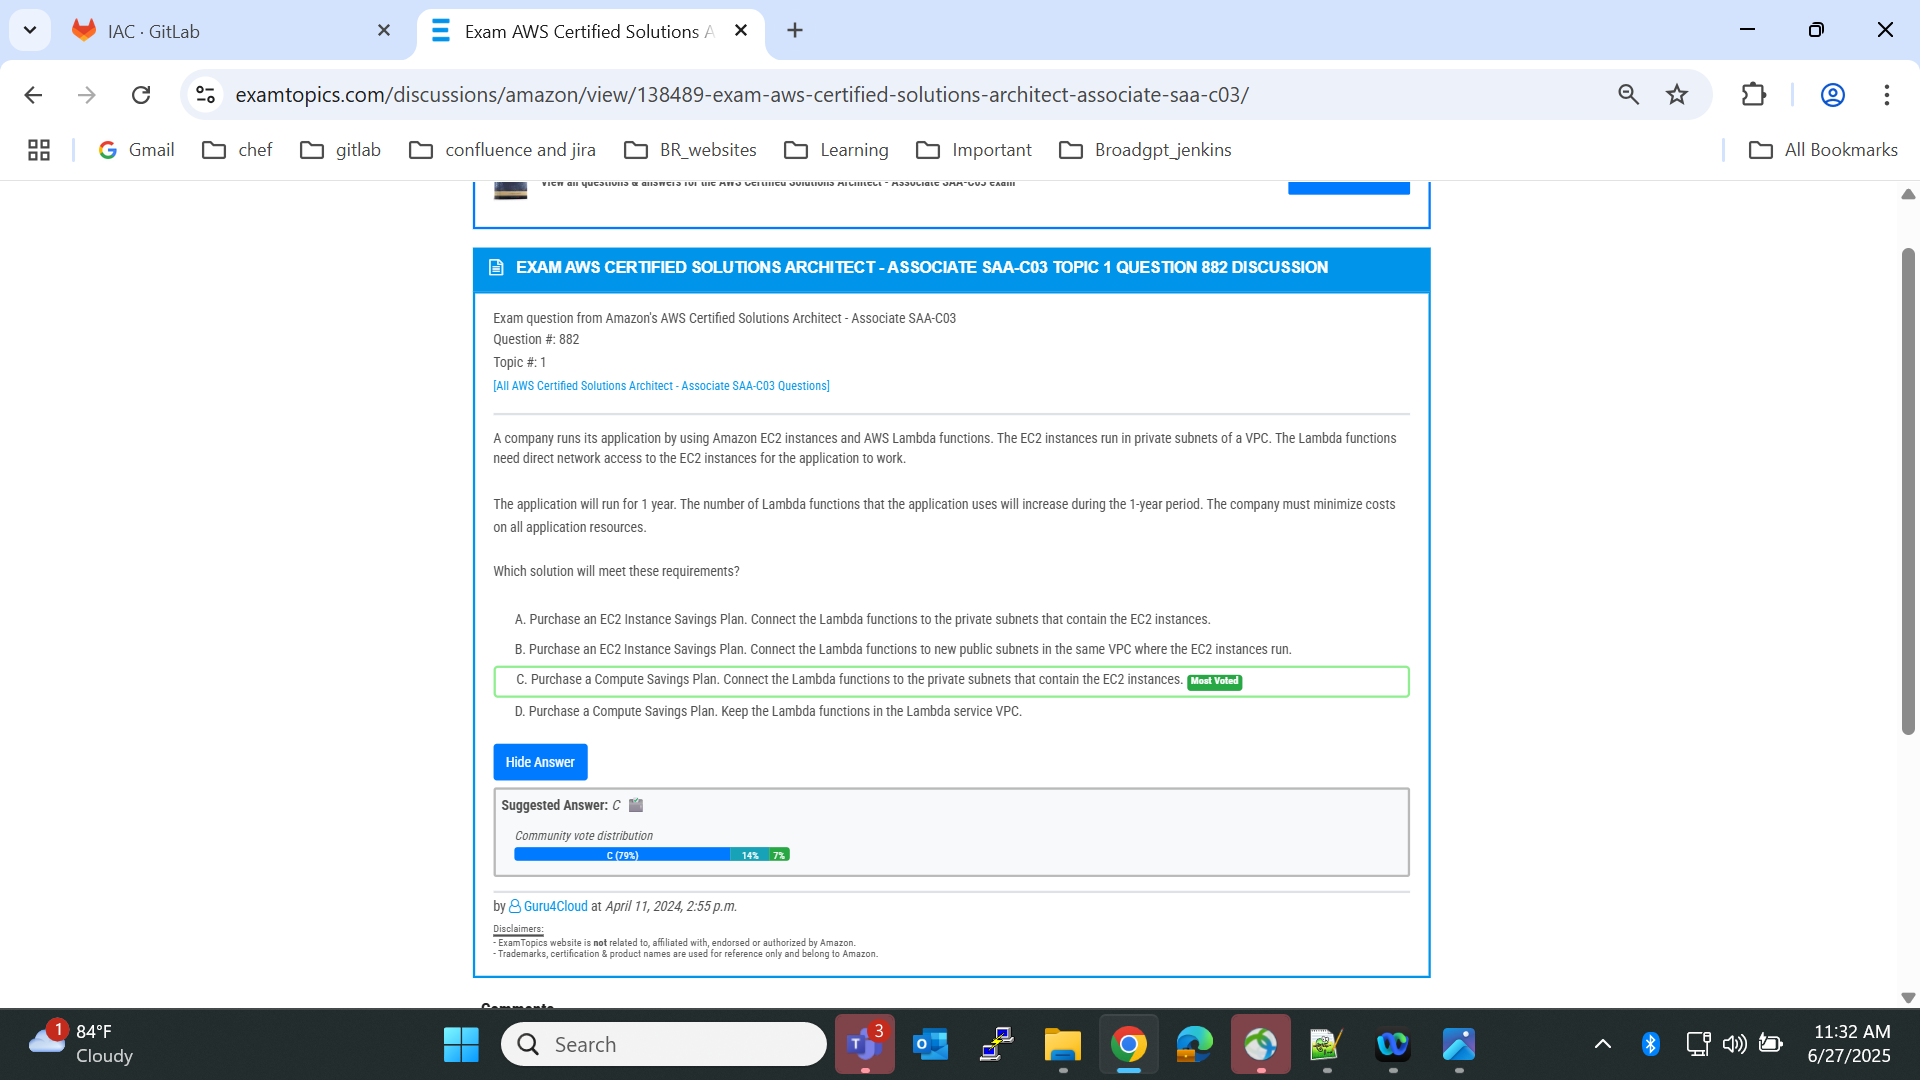 IAC · GitLab
Exam AWS Certified Solutions A
examtopics.com/discussions/amazon/view/138489-exam-aws-certified-solutions-architect-associate-saa-c03/
Gmail
chef
gitlab
confluence and jira
BR_websites
Learning
Important
Broadgpt_jenkins
All Bookmarks
View all questions & answers for the AWS Certified Solutions Architect - Associate SAA-C03 exam
EXAM AWS CERTIFIED SOLUTIONS ARCHITECT - ASSOCIATE SAA-C03 TOPIC 1 QUESTION 882 DISCUSSION
Exam question from Amazon's AWS Certified Solutions Architect - Associate SAA-C03
Question #: 882
Topic #: 1
[All AWS Certified Solutions Architect - Associate SAA-C03 Questions]
A company runs its application by using Amazon EC2 instances and AWS Lambda functions. The EC2 instances run in private subnets of a VPC. The Lambda functions
need direct network access to the EC2 instances for the application to work.
The application will run for 1 year. The number of Lambda functions that the application uses will increase during the 1-year period. The company must minimize costs
on all application resources.
Which solution will meet these requirements?
A. Purchase an EC2 Instance Savings Plan. Connect the Lambda functions to the private subnets that contain the EC2 instances.
B. Purchase an EC2 Instance Savings Plan. Connect the Lambda functions to new public subnets in the same VPC where the EC2 instances run.
C. Purchase a Compute Savings Plan. Connect the Lambda functions to the private subnets that contain the EC2 instances. Most Voted
D. Purchase a Compute Savings Plan. Keep the Lambda functions in the Lambda service VPC.
Hide Answer
Suggested Answer: C
Community vote distribution
C (79%) 14% 7%
by Guru4Cloud at April 11, 2024, 2:55 p.m.
Disclaimers:
- ExamTopics website is not related to, affiliated with, endorsed or authorized by Amazon.
- Trademarks, certification & product names are used for reference only and belong to Amazon.
Comments
1
84°F
Cloudy
Search
3
11:32 AM
6/27/2025